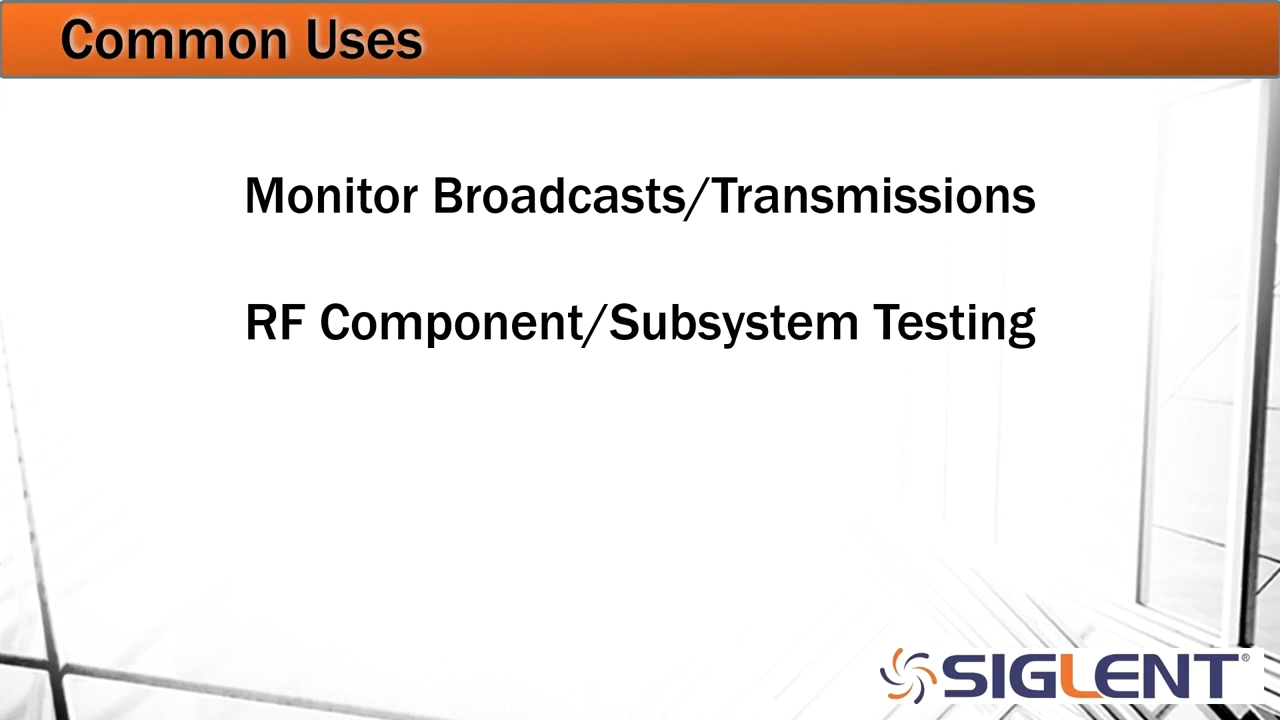 Common Uses
Monitor Broadcasts/Transmissions
RF Component/Subsystem Testing
SIGLENT®